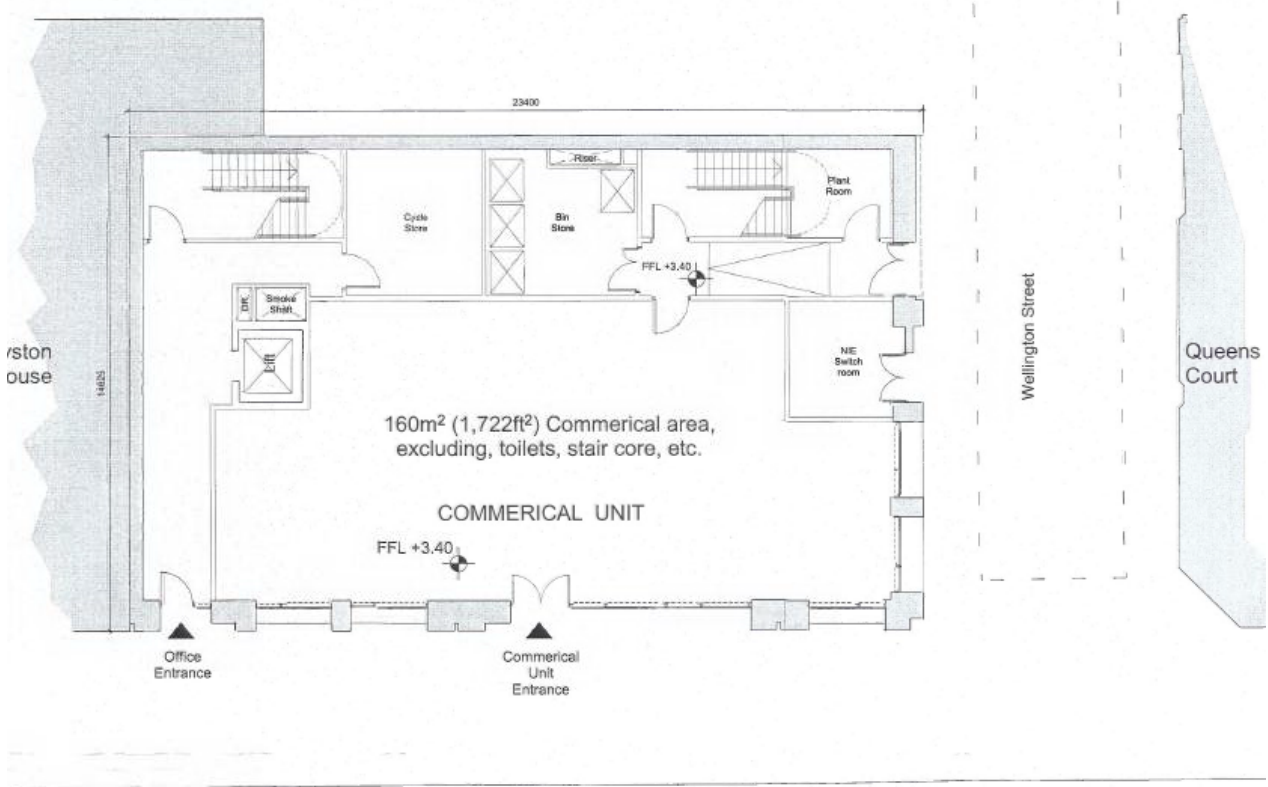 23400
Riser
Plant
Room
Cycle
Store
Bin
Store
FFL +3.40
DR
Smoke
Shaft
Lift
NIE
Switch
room
Wellington Street
Queens
Court
yston
ouse
14625
160m² (1,722ft²) Commerical area,
excluding, toilets, stair core, etc.
COMMERICAL UNIT
FFL +3.40
Office
Entrance
Commerical
Unit
Entrance